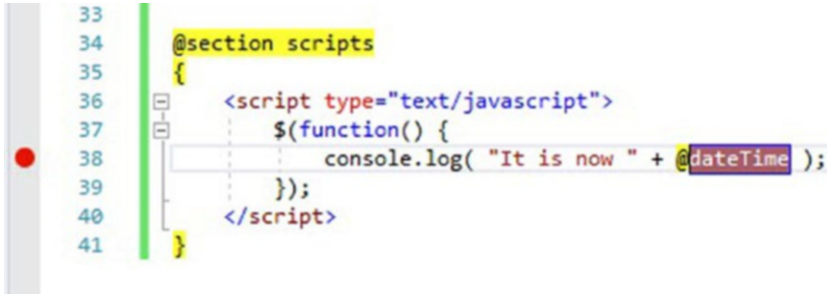 33
34 @section scripts
35 {
36 <script type="text/javascript">
37 $(function() {
38 console.log( "It is now " + @dateTime );
39 });
40 </script>
41 }